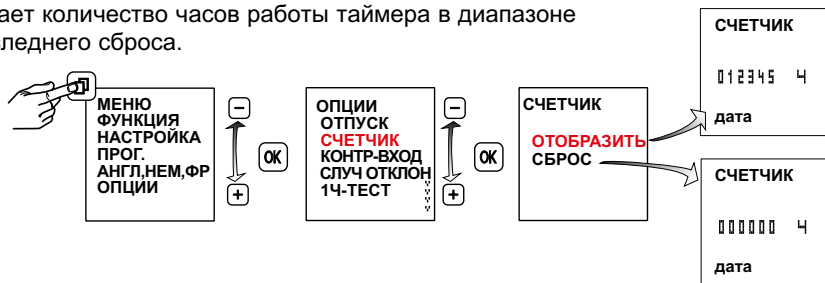 ает количество часов работы таймера в диапазоне
следнего сброса.
МЕНЮ
ФУНКЦИЯ
НАСТРОЙКА
ПРОГ.
АНГЛ,НЕМ,ФР
ОПЦИИ
−
OK
+
ОПЦИИ
ОТПУСК
СЧЕТЧИК
КОНТР-ВХОД
СЛУЧ ОТКЛОН
1Ч-ТЕСТ
−
OK
+
СЧЕТЧИК
ОТОБРАЗИТЬ
СБРОС
СЧЕТЧИК
012345 Ч
дата
СЧЕТЧИК
000000 Ч
дата